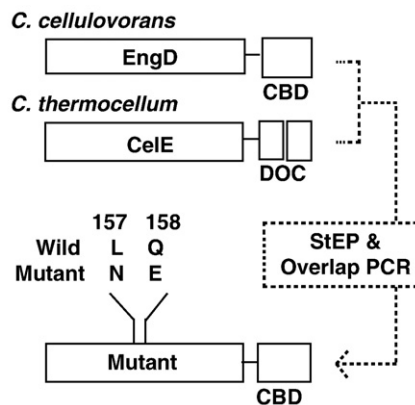 C. cellulovorans
EngD
CBD
C. thermocellum
CelE
DOC
157 158
Wild L Q
Mutant N E
StEP &
Overlap PCR
Mutant
CBD